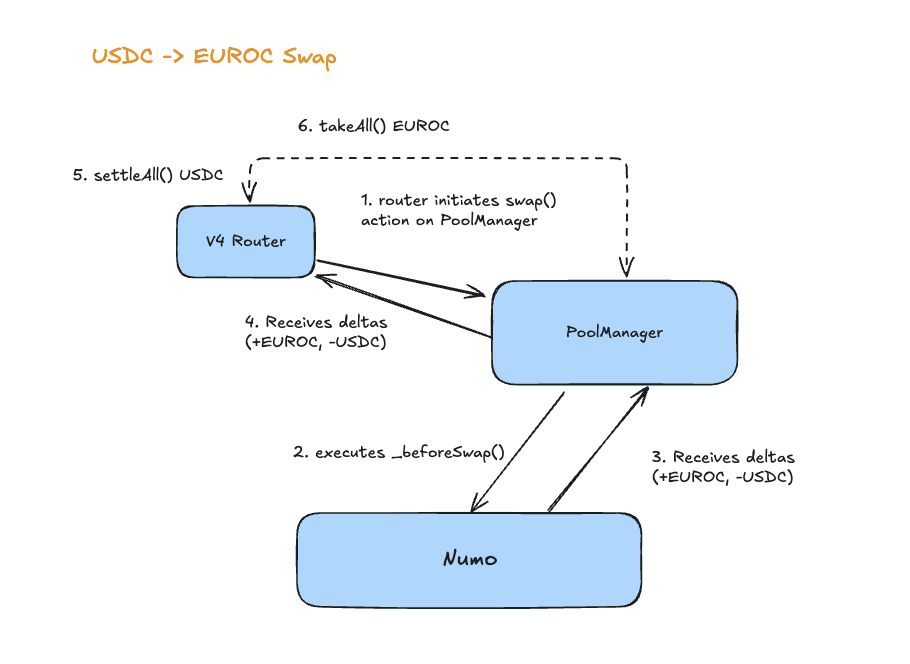 USDC -> EUROC Swap
6. takeAll() EUROC
5. settleAll() USDC
1. router initiates swap()
action on PoolManager
V4 Router
4. Receives deltas
(+EUROC, -USDC)
PoolManager
2. executes _beforeSwap()
3. Receives deltas
(+EUROC, -USDC)
Numo